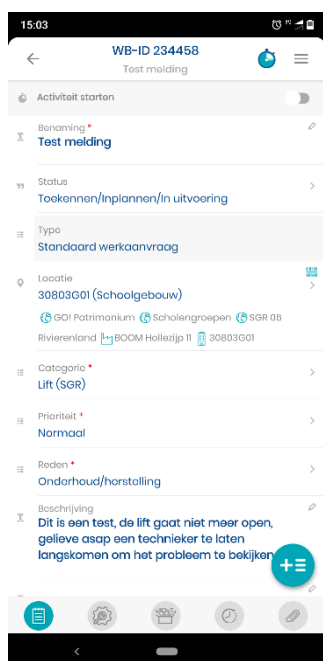 15:03
WB-ID 234458
Test melding
Activiteit starten
Benaming *
Test melding
Status
Toekennen/Inplannen/In uitvoering
Type
Standaard werkaanvraag
Locatie
30803G01 (Schoolgebouw)
GO! Patrimonium Scholengroepen SGR 06
Rivierenland BOOM Hollezijp 11 30803G01
Categorie *
Lift (SGR)
Prioriteit *
Normaal
Reden *
Onderhoud/herstelling
Beschrijving
Dit is een test, de lift gaat niet meer open,
gelieve asap een technieker te laten
langskomen om het probleem te bekijken